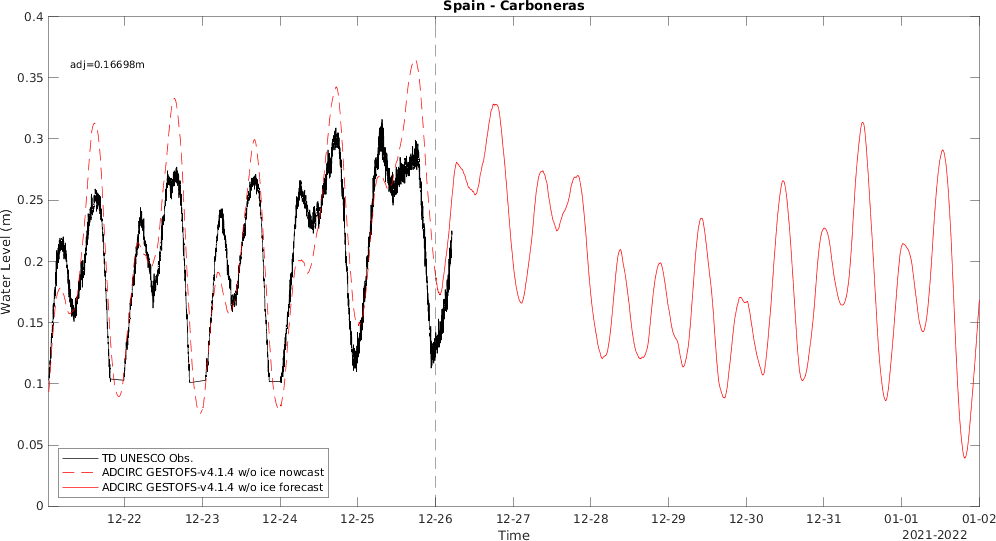 Spain - Carboneras
adj=0.16698m
Water Level (m)
0.4
0.35
0.3
0.25
0.2
0.15
0.1
0.05
0
TD UNESCO Obs.
ADCIRC GESTOFS-v4.1.4 w/o ice nowcast
ADCIRC GESTOFS-v4.1.4 w/o ice forecast
12-22 12-23 12-24 12-25 12-26 12-27 12-28 12-29 12-30 12-31 01-01 01-02
Time
2021-2022